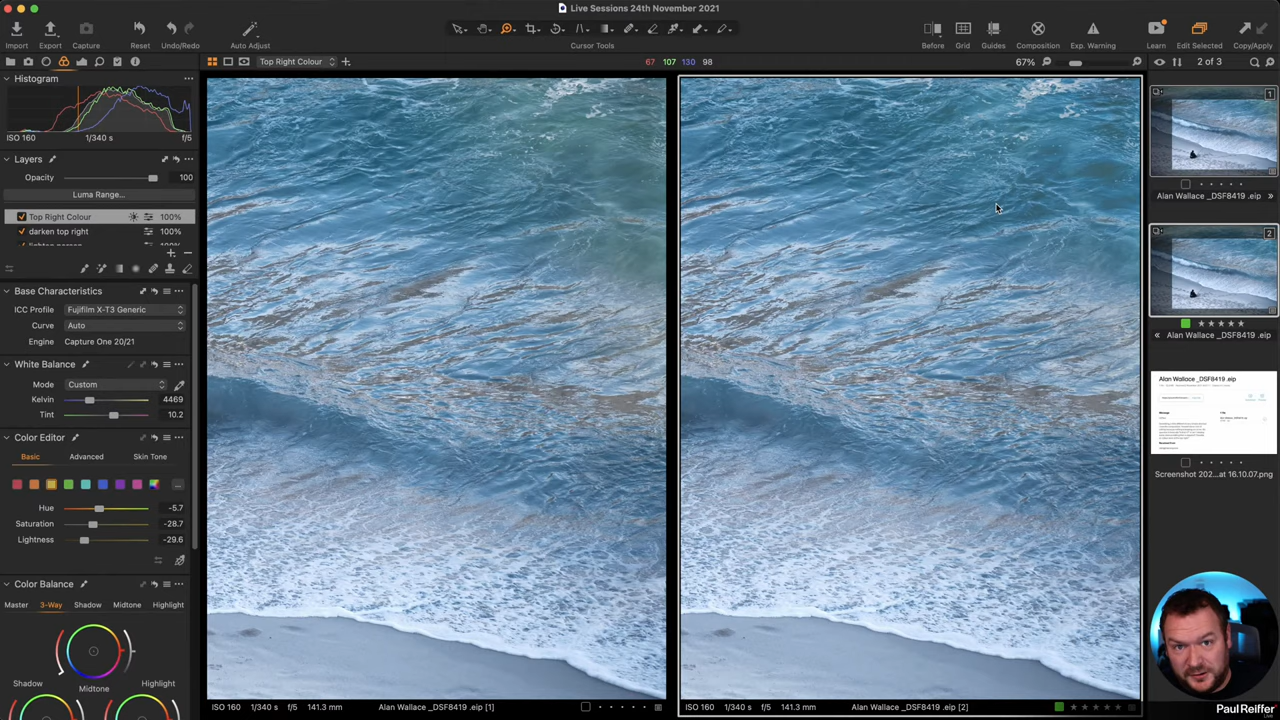 Live Sessions 24th November 2021
Import
Export
Capture
Reset
Undo/Redo
Auto Adjust
Cursor Tools
Before
Grid
Guides
Composition
Exp. Warning
Learn
Edit Selected
Copy/Apply
Top Right Colour
67 107 130 98
67%
2 of 3
Histogram
ISO 160 1/340 s f/5
Layers
Opacity 100
Luma Range...
Top Right Colour 100%
darken top right 100%
Base Characteristics
ICC Profile Fujifilm X-T3 Generic
Curve Auto
Engine Capture One 20/21
White Balance
Mode Custom
Kelvin 4469
Tint 10.2
Color Editor
Basic Advanced Skin Tone
Hue -5.7
Saturation -28.7
Lightness -29.6
Color Balance
Master 3-Way Shadow Midtone Highlight
Shadow Highlight
Midtone
ISO 160 1/340 s f/5 141.3 mm Alan Wallace _DSF8419 .eip [1]
ISO 160 1/340 s f/5 141.3 mm Alan Wallace _DSF8419 .eip [2]
1
Alan Wallace _DSF8419 .eip
2
Alan Wallace _DSF8419 .eip
Alan Wallace _DSF8419 .eip
Screenshot 202...at 16.10.07.png
Paul Reiffer
Live